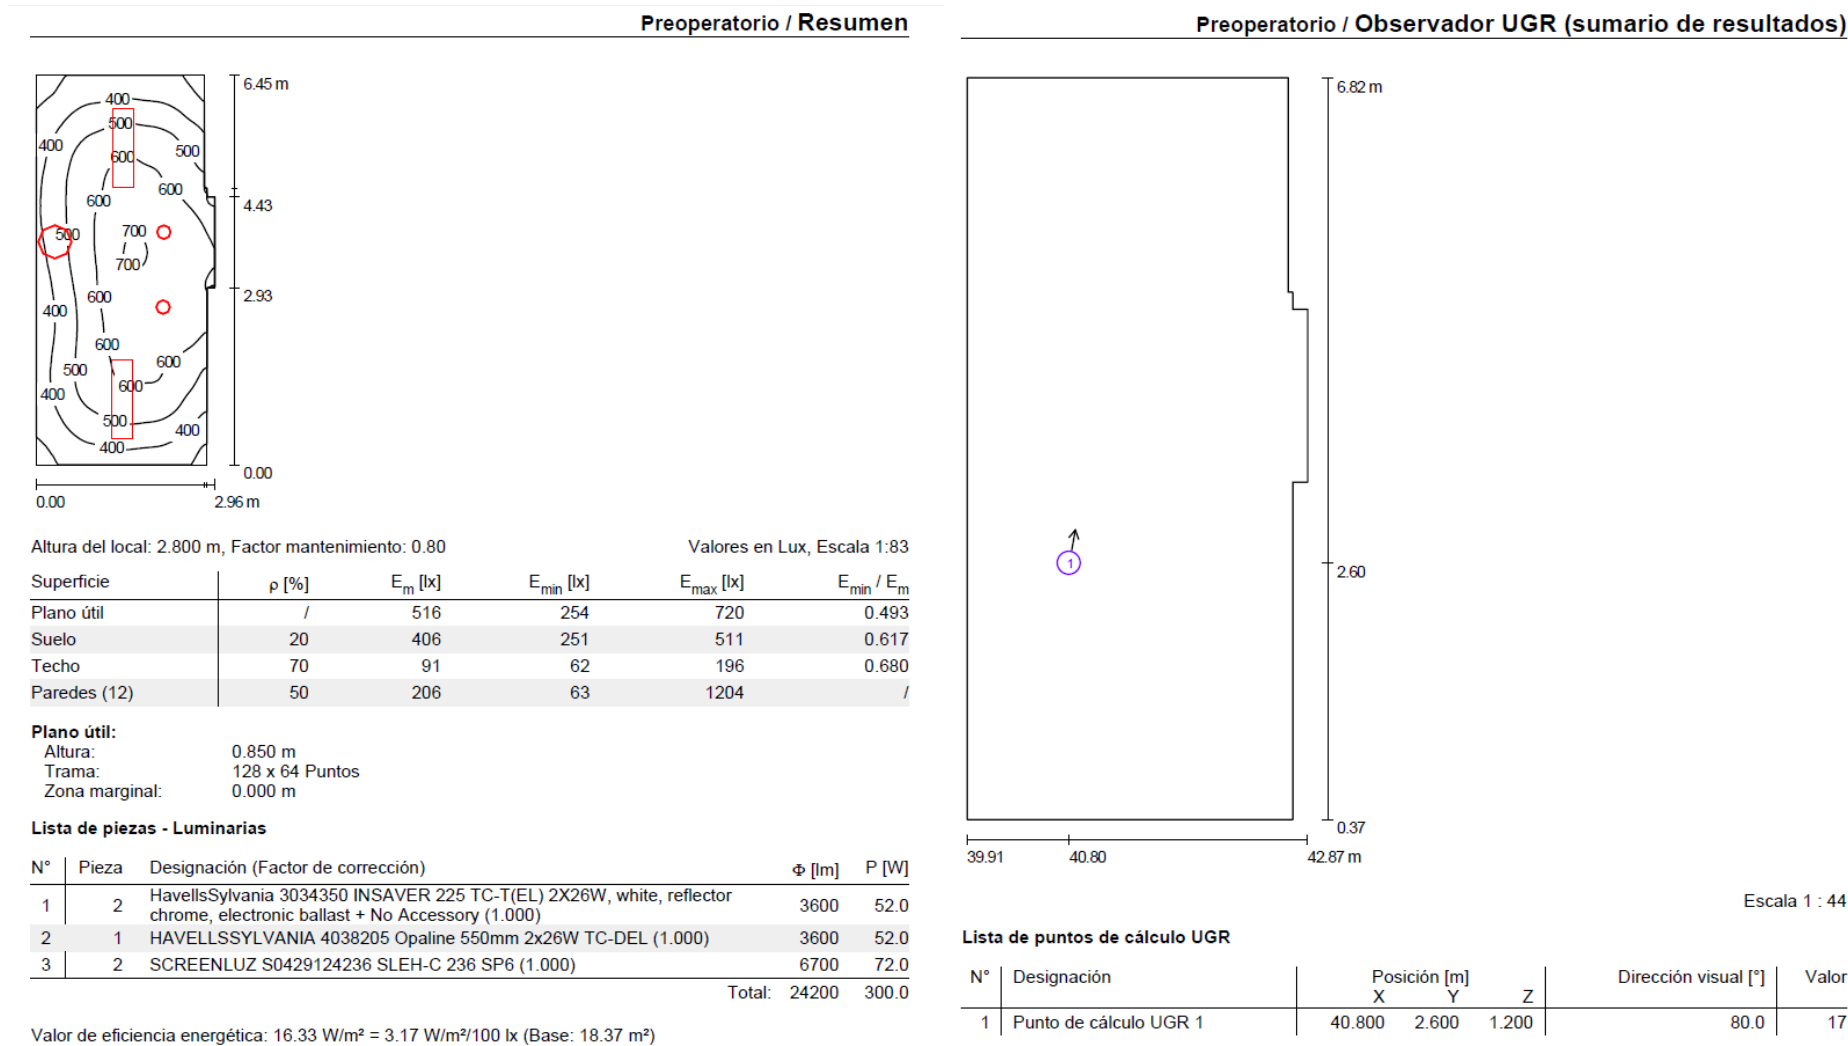 Preoperatorio / Resumen
6.45 m
400
500
400
500
600
600
600
4.43
500
700
700
600
2.93
400
600
600
500
600
400
500
400
400
0.00
0.00
2.96 m
Altura del local: 2.800 m, Factor mantenimiento: 0.80 Valores en Lux, Escala 1:83
Superficie ρ [%] Em [lx] Emin [lx] Emax [lx] Emin / Em
Plano útil / 516 254 720 0.493
Suelo 20 406 251 511 0.617
Techo 70 91 62 196 0.680
Paredes (12) 50 206 63 1204 /
Plano útil:
Altura: 0.850 m
Trama: 128 x 64 Puntos
Zona marginal: 0.000 m
Lista de piezas - Luminarias
N° Pieza Designación (Factor de corrección) Φ [lm] P [W]
1 2 HavellsSylvania 3034350 INSAVER 225 TC-T(EL) 2X26W, white, reflector
chrome, electronic ballast + No Accessory (1.000) 3600 52.0
2 1 HAVELLSSYLVANIA 4038205 Opaline 550mm 2x26W TC-DEL (1.000) 3600 52.0
3 2 SCREENLUZ S0429124236 SLEH-C 236 SP6 (1.000) 6700 72.0
Total: 24200 300.0
Valor de eficiencia energética: 16.33 W/m² = 3.17 W/m²/100 lx (Base: 18.37 m²)
Preoperatorio / Observador UGR (sumario de resultados)
6.82 m
1
2.60
0.37
39.91 40.80 42.87 m
Escala 1 : 44
Lista de puntos de cálculo UGR
N° Designación Posición [m] Dirección visual [°] Valor
X Y Z
1 Punto de cálculo UGR 1 40.800 2.600 1.200 80.0 17